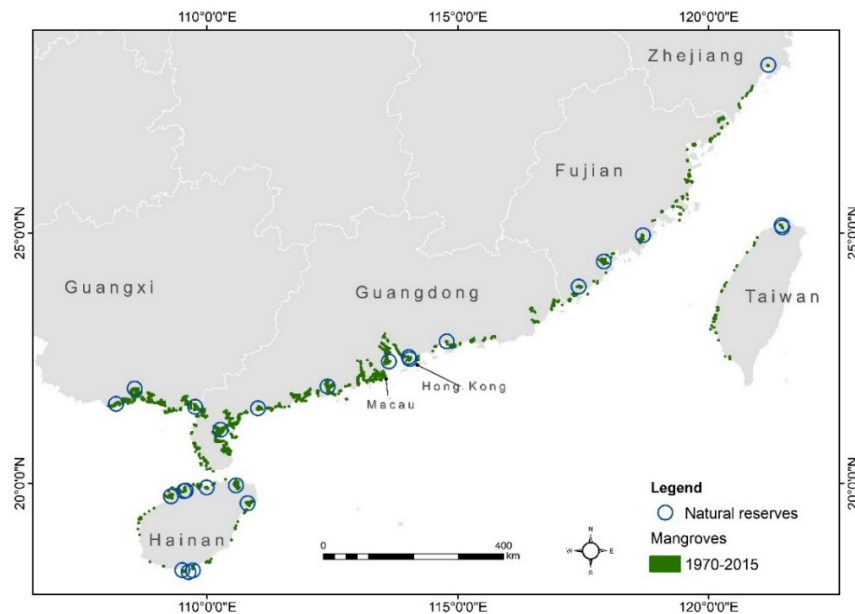 110°0'0"E 115°0'0"E 120°0'0"E
Zhejiang
Fujian
25°0'0"N
25°0'0"N
Guangxi
Guangdong
Taiwan
Hong Kong
Macau
20°0'0"N
20°0'0"N
Legend
Natural reserves
Mangroves
1970-2015
Hainan
0 400
km
N
W E
S
110°0'0"E 115°0'0"E 120°0'0"E